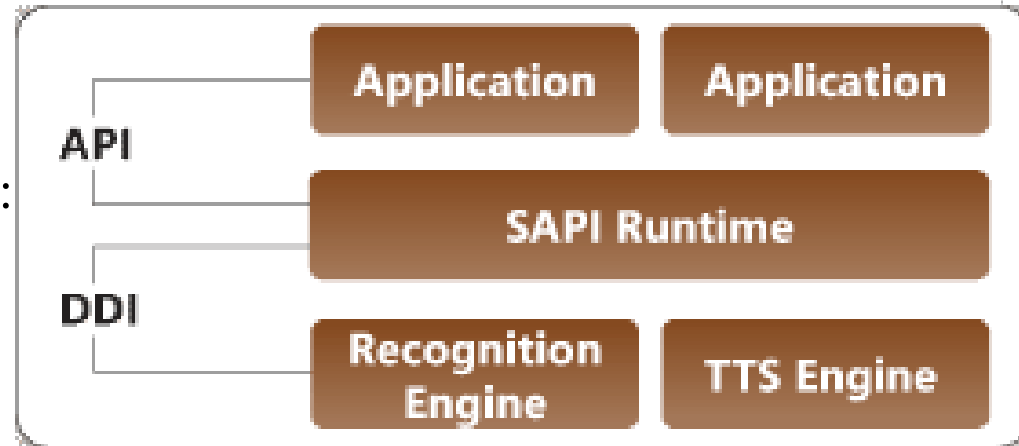 Application Application
API
:
SAPI Runtime
DDI
Recognition
Engine
TTS Engine